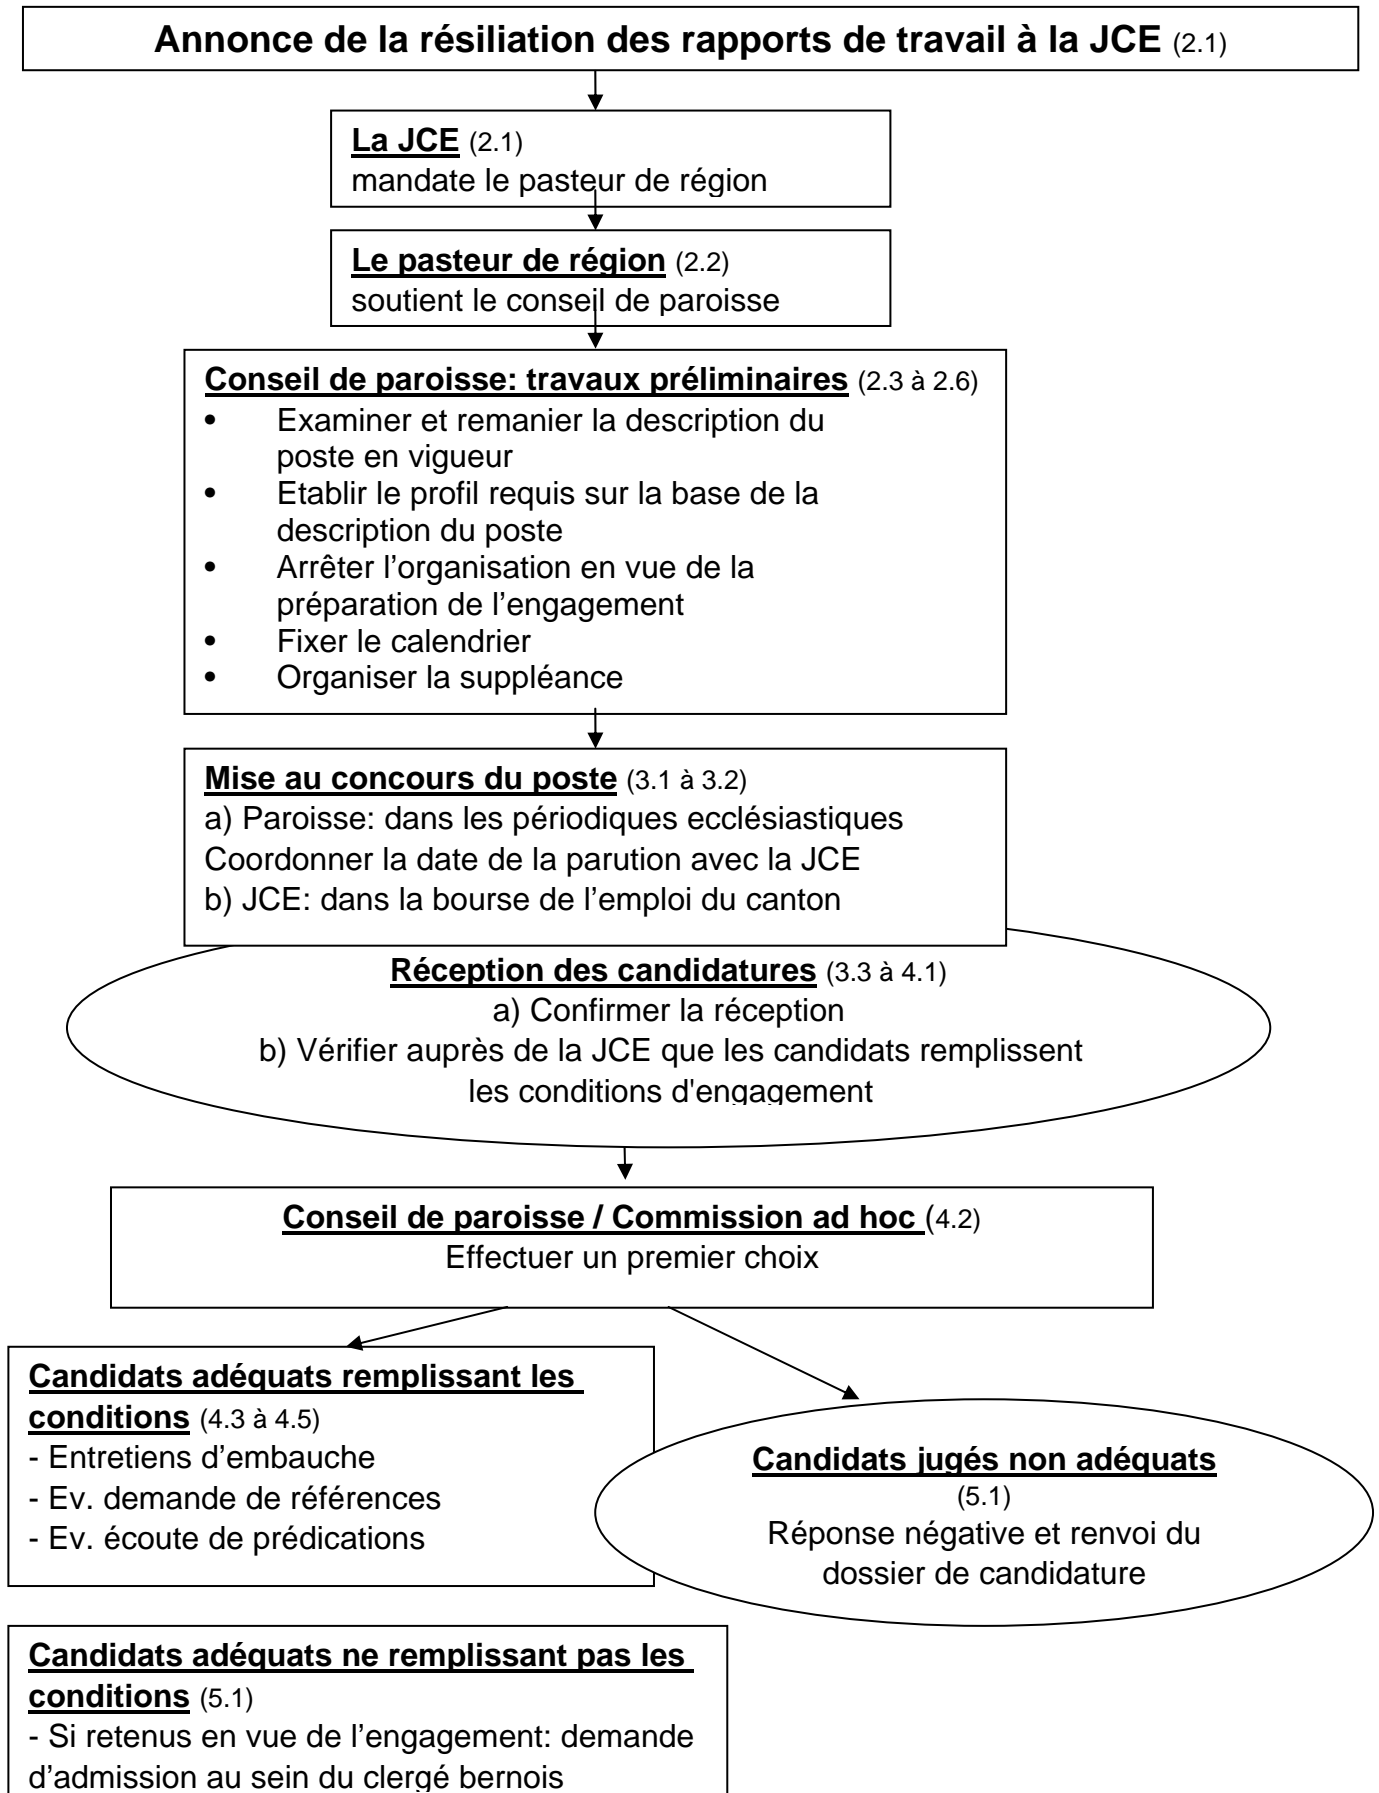 Annonce de la résiliation des rapports de travail à la JCE (2.1)
La JCE (2.1)
mandate le pasteur de région
Le pasteur de région (2.2)
soutient le conseil de paroisse
Conseil de paroisse: travaux préliminaires (2.3 à 2.6)
• Examiner et remanier la description du
poste en vigueur
• Etablir le profil requis sur la base de la
description du poste
• Arrêter l’organisation en vue de la
préparation de l’engagement
• Fixer le calendrier
• Organiser la suppléance
Mise au concours du poste (3.1 à 3.2)
a) Paroisse: dans les périodiques ecclésiastiques
Coordonner la date de la parution avec la JCE
b) JCE: dans la bourse de l’emploi du canton
Réception des candidatures (3.3 à 4.1)
a) Confirmer la réception
b) Vérifier auprès de la JCE que les candidats remplissent
les conditions d'engagement
Conseil de paroisse / Commission ad hoc (4.2)
Effectuer un premier choix
Candidats adéquats remplissant les
conditions (4.3 à 4.5)
- Entretiens d’embauche
- Ev. demande de références
- Ev. écoute de prédications
Candidats jugés non adéquats
(5.1)
Réponse négative et renvoi du
dossier de candidature
Candidats adéquats ne remplissant pas les
conditions (5.1)
- Si retenus en vue de l’engagement: demande
d’admission au sein du clergé bernois